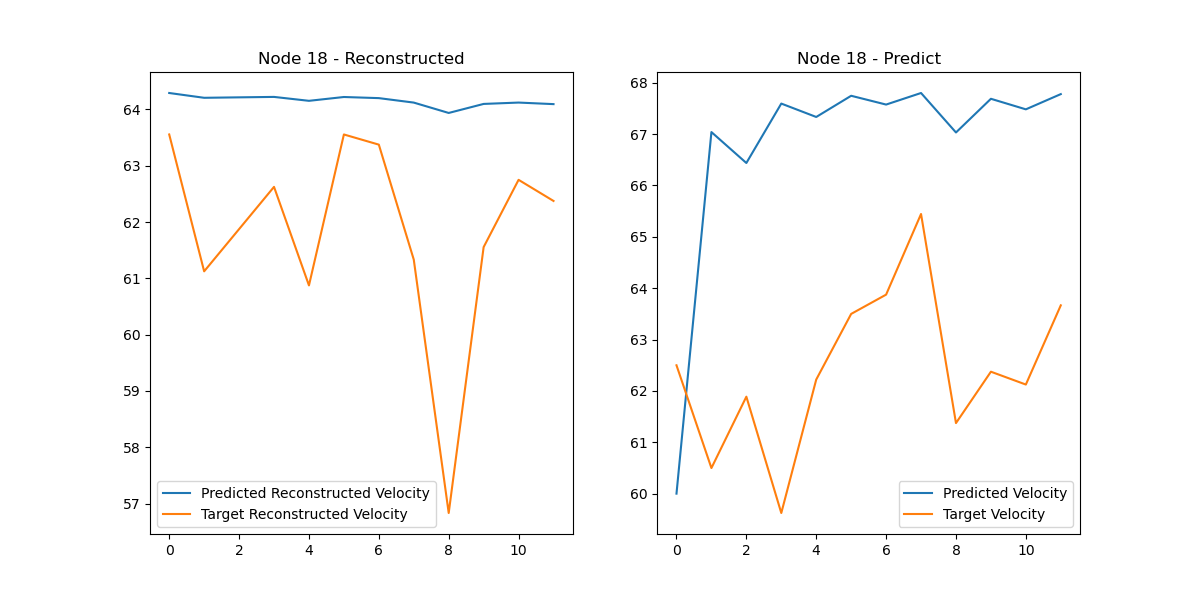 Node 18 - Reconstructed
64
63
62
61
60
59
58
57
0 2 4 6 8 10
Predicted Reconstructed Velocity
Target Reconstructed Velocity
Node 18 - Predict
68
67
66
65
64
63
62
61
60
0 2 4 6 8 10
Predicted Velocity
Target Velocity